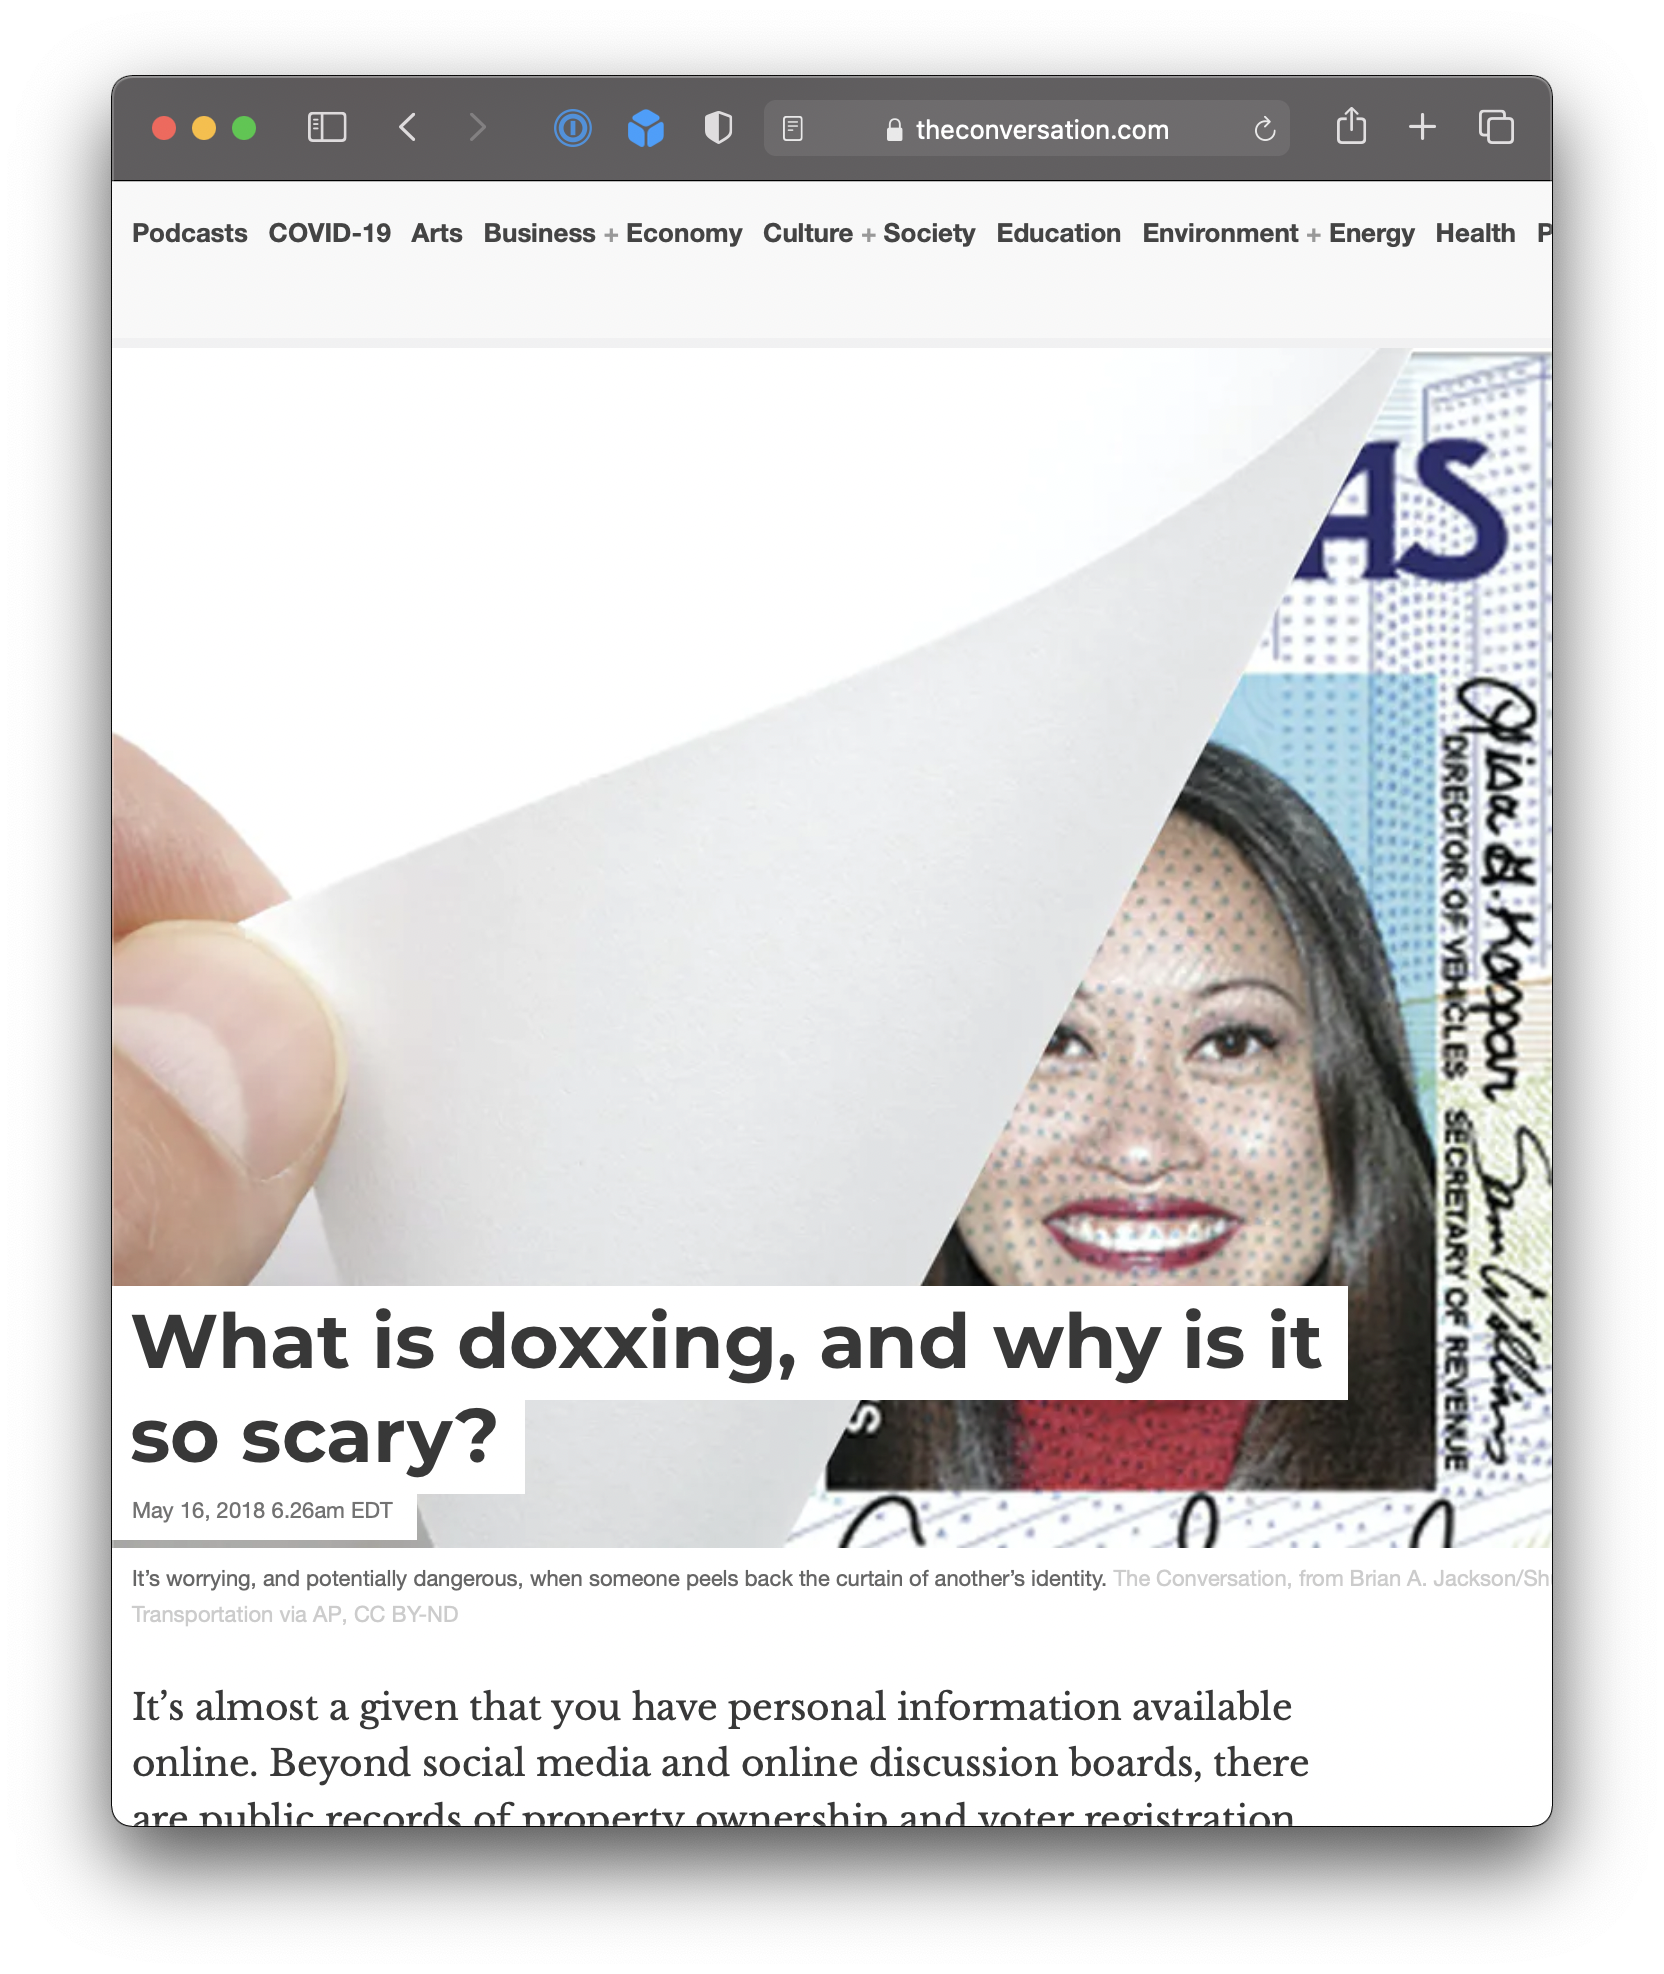 theconversation.com
Podcasts COVID-19 Arts Business + Economy Culture + Society Education Environment + Energy Health P
AS
DIRECTOR OF VEHICLES
SECRETARY OF REVENUE
What is doxxing, and why is it
so scary?
S
May 16, 2018 6.26am EDT
It’s worrying, and potentially dangerous, when someone peels back the curtain of another’s identity. The Conversation, from Brian A. Jackson/Sh
Transportation via AP, CC BY-ND
It’s almost a given that you have personal information available
online. Beyond social media and online discussion boards, there
are public records of property ownership and voter registration